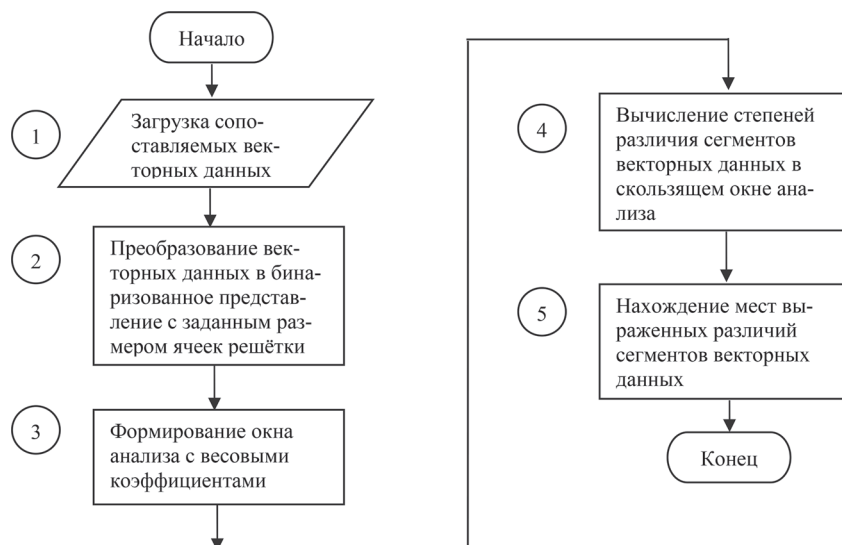 Начало
1
Загрузка сопо-
ставляемых век-
торных данных
2
Преобразование век-
торных данных в бина-
ризованное представ-
ление с заданным раз-
мером ячеек решётки
3
Формирование окна
анализа с весовыми
коэффициентами
4
Вычисление степеней
различия сегментов
векторных данных в
скользящем окне ана-
лиза
5
Нахождение мест вы-
раженных различий
сегментов векторных
данных
Конец